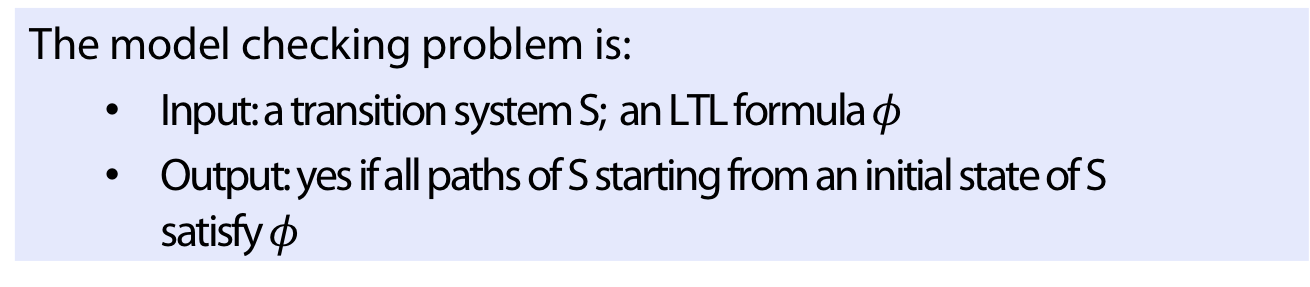 The model checking problem is:
• Input: a transition system S; an LTL formula ϕ
• Output: yes if all paths of S starting from an initial state of S
satisfy ϕ